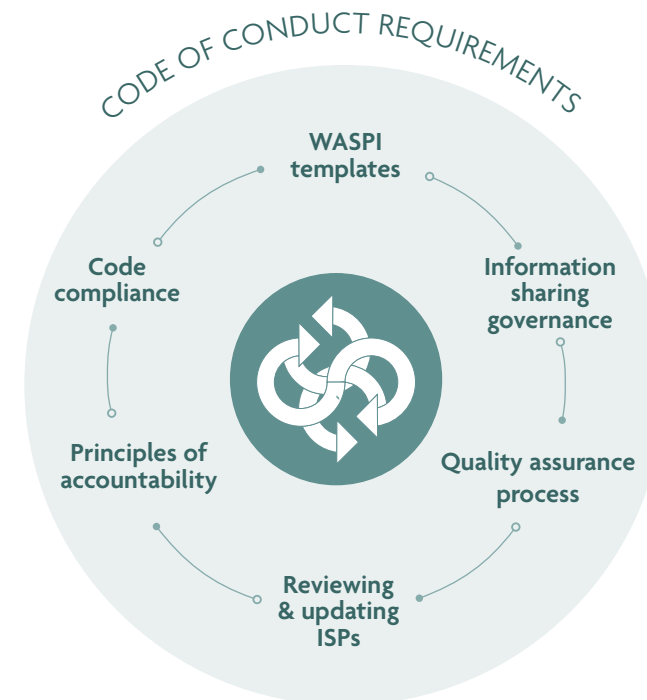 CODE OF CONDUCT REQUIREMENTS
WASPI
templates
Information
sharing
governance
Quality assurance
process
Reviewing
& updating
ISPs
Principles of
accountability
Code
compliance